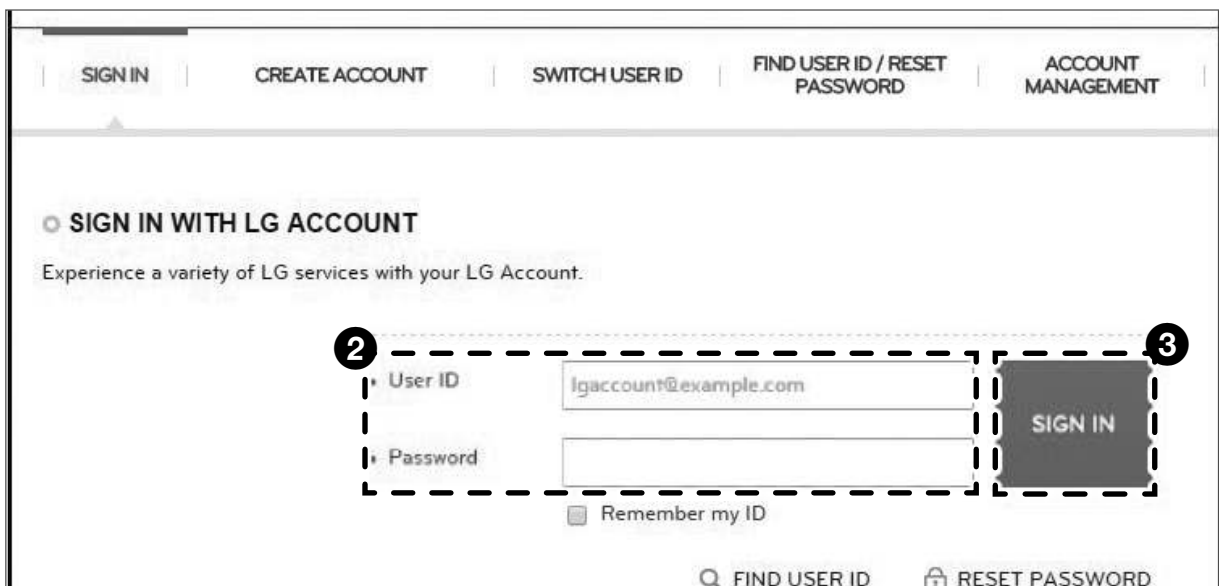 SIGN IN CREATE ACCOUNT SWITCH USER ID FIND USER ID / RESET PASSWORD ACCOUNT MANAGEMENT
SIGN IN WITH LG ACCOUNT
Experience a variety of LG services with your LG Account.
2 3
User ID lgaccount@example.com
SIGN IN
Password
Remember my ID
FIND USER ID RESET PASSWORD